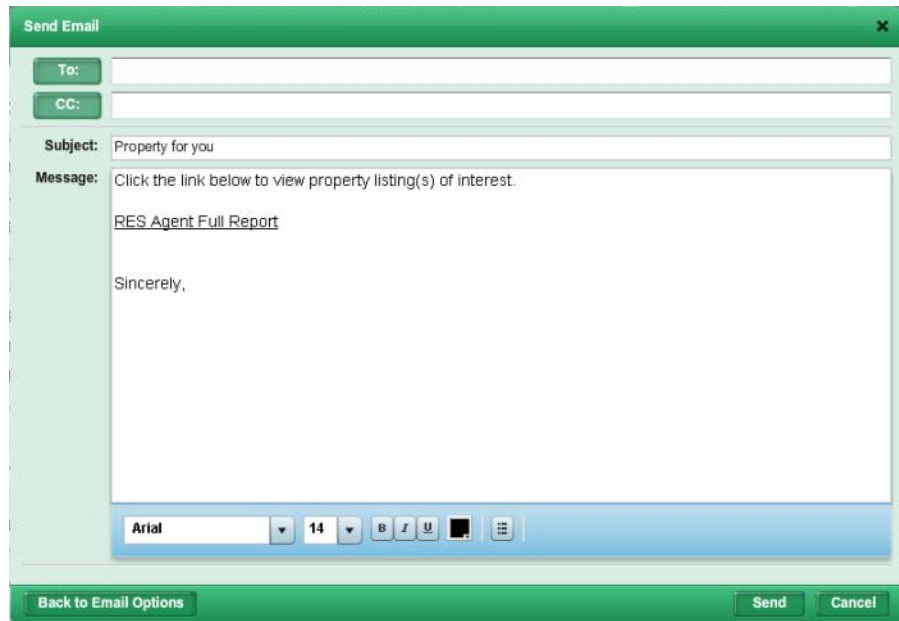 Send Email
To:
CC:
Subject: Property for you
Message: Click the link below to view property listing(s) of interest.
RES Agent Full Report
Sincerely,
Arial 14 B I U
Back to Email Options Send Cancel